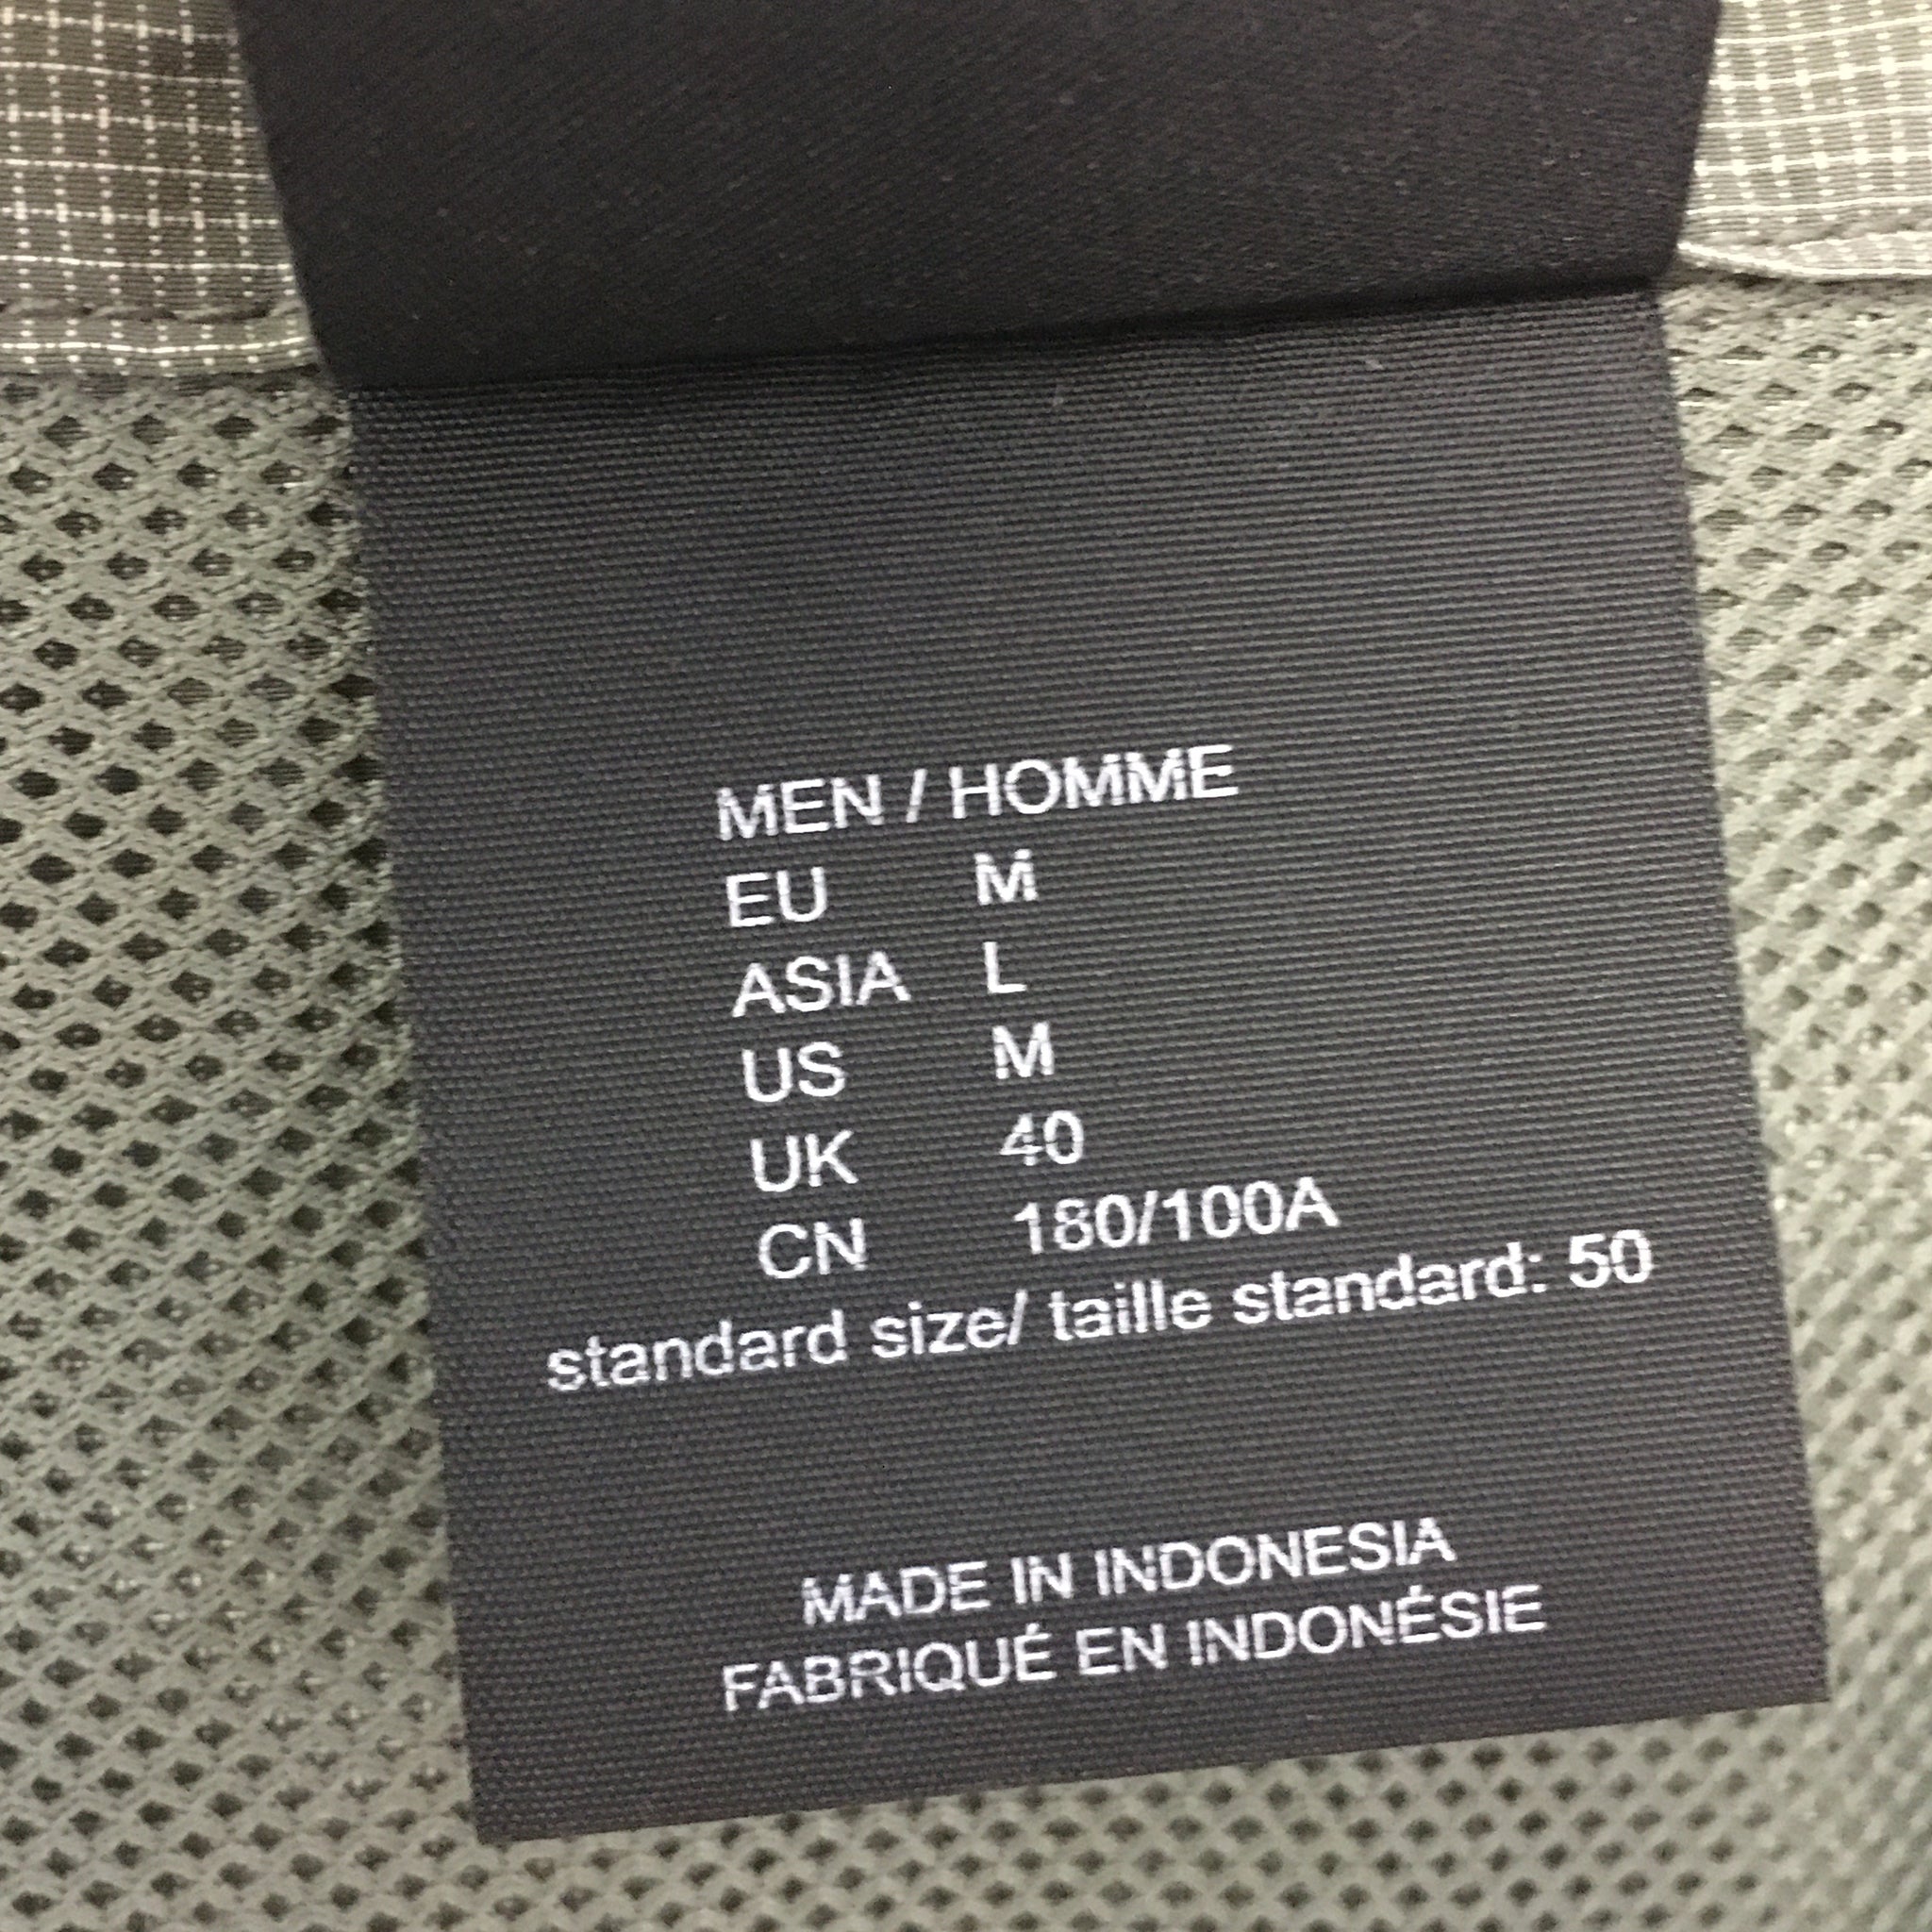 MEN / HOMME
EU M
ASIA L
US M
UK 40
CN 180/100A
standard size/ taille standard: 50
MADE IN INDONESIA
FABRIQUÉ EN INDONÉSIE